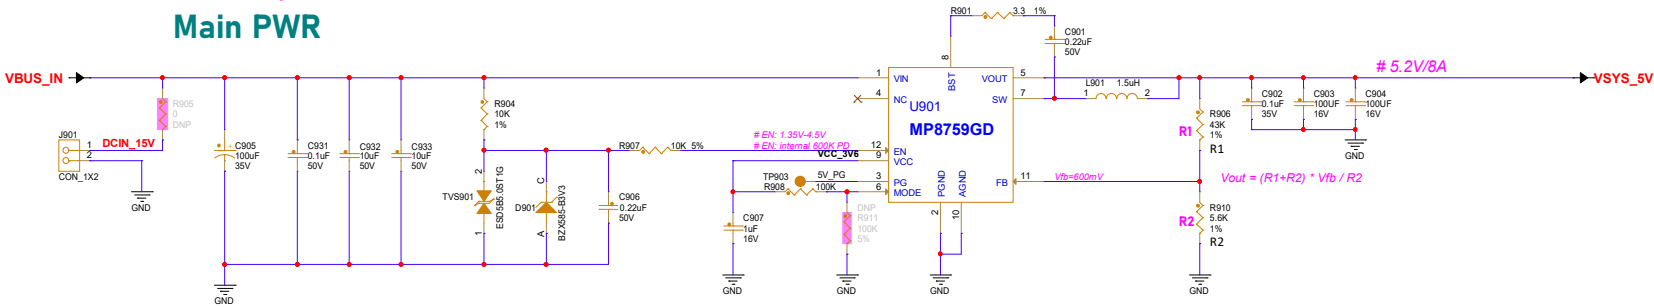 Main PWR
VBUS_IN
R905
0
DNP
J901
1
2
CON_1X2
DCIN_15V
GND
C905
100uF
35V
GND
C931
0.1uF
50V
C932
10uF
50V
C933
10uF
50V
R904
10K
1%
TVS901
2
1
ESD5B5.0ST1G
D901
C
A
BZX585-B3V3
C906
0.22uF
50V
R907
10K 5%
# EN: 1.35V-4.5V
# EN: internal 600K PD
VCC_3V6
TP903
5V_PG
R908
100K
C907
1uF
16V
GND
DNP
R911
100K
5%
GND
R901
3.3 1%
C901
0.22uF
50V
8
BST
1
VIN
VOUT
5
4
NC
SW
7
U901
MP8759GD
12
EN
9
VCC
3
PG
6
MODE
PGND
AGND
FB
11
2
10
GND
L901 1.5uH
1
2
# 5.2V/8A
VSYS_5V
C902
0.1uF
35V
C903
100UF
16V
C904
100UF
16V
GND
R1
R906
43K
1%
R1
Vfb=600mV
Vout = (R1+R2) * Vfb / R2
R2
R910
5.6K
1%
R2
GND